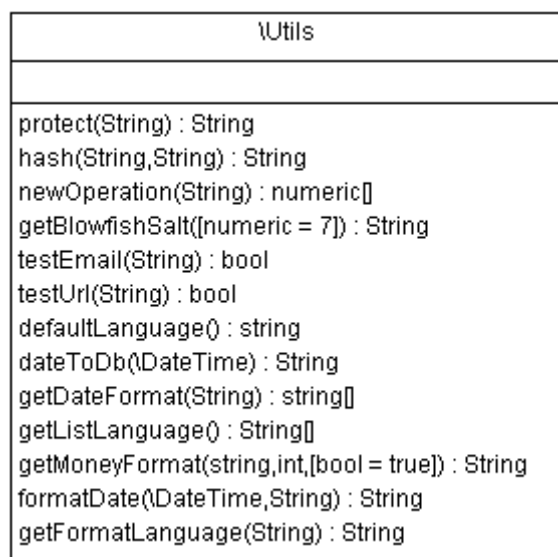 \Utils
protect(String) : String
hash(String,String) : String
newOperation(String) : numeric[]
getBlowfishSalt([numeric = 7]) : String
testEmail(String) : bool
testUrl(String) : bool
defaultLanguage() : string
dateToDb(\DateTime) : String
getDateFormat(String) : string[]
getListLanguage() : String[]
getMoneyFormat(string,int,[bool = true]) : String
formatDate(\DateTime,String) : String
getFormatLanguage(String) : String